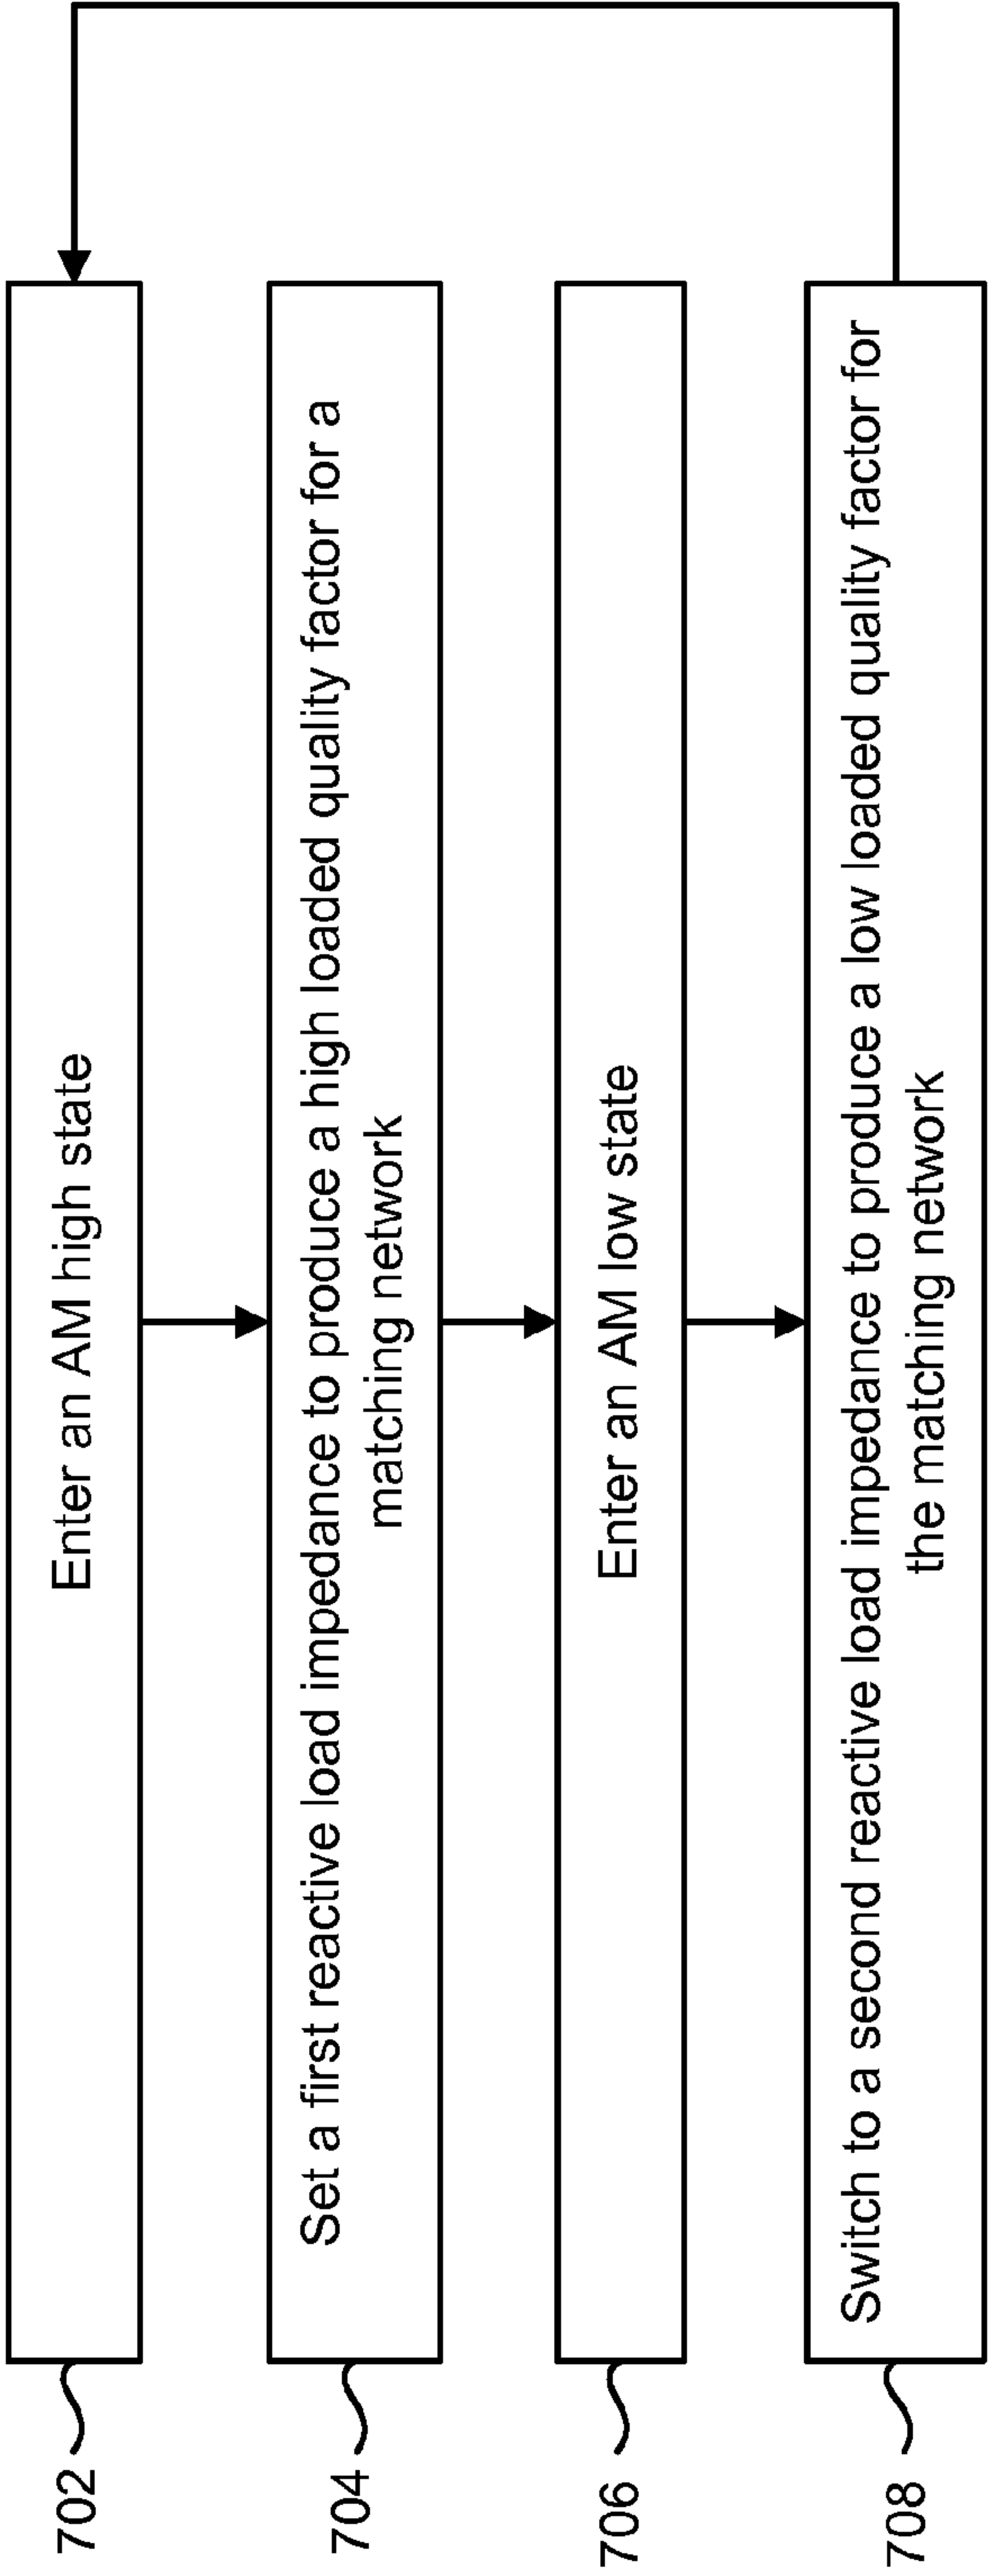 702
Enter an AM high state
704
Set a first reactive load impedance to produce a high loaded quality factor for a
matching network
706
Enter an AM low state
708
Switch to a second reactive load impedance to produce a low loaded quality factor for
the matching network